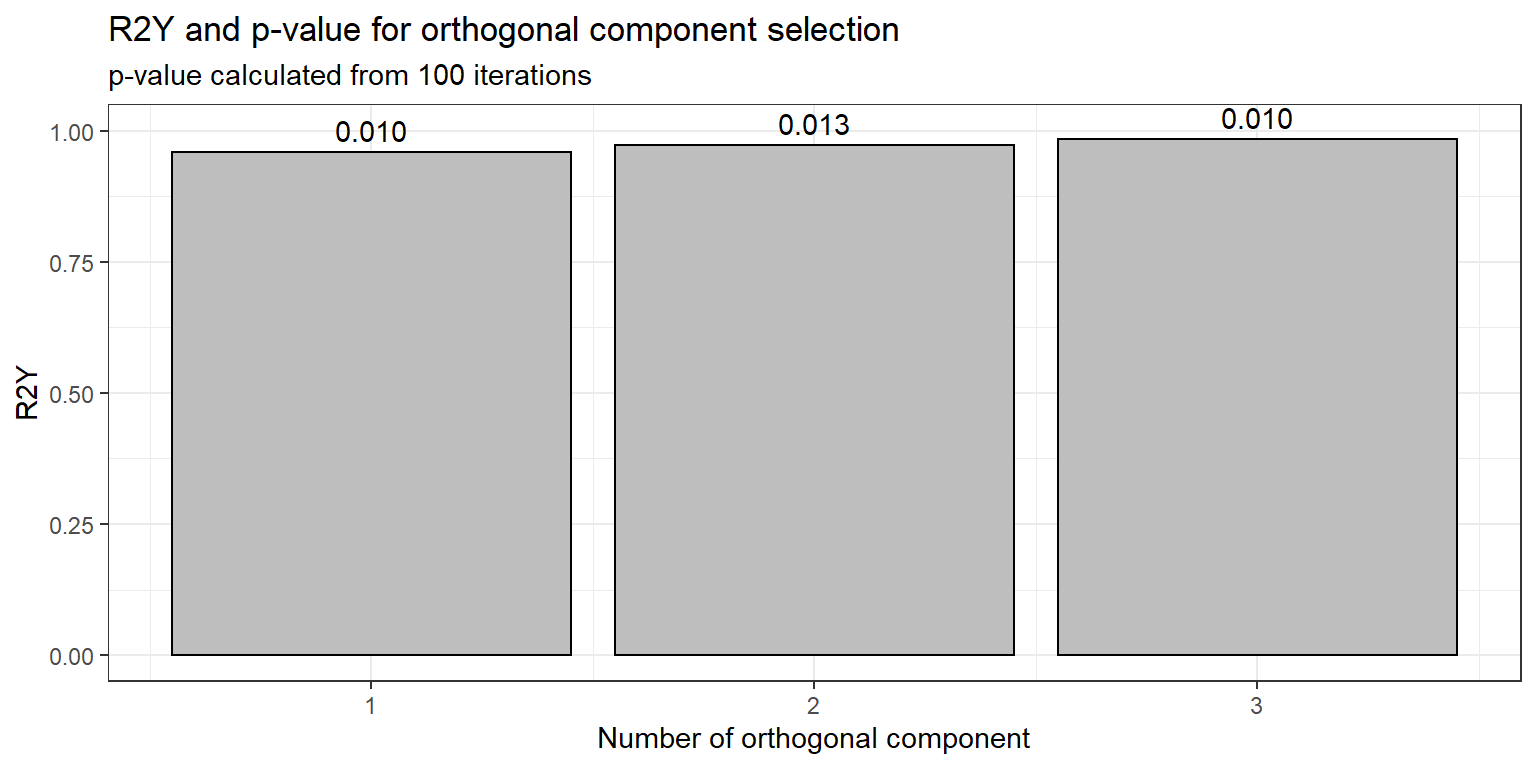 R2Y and p-value for orthogonal component selection
p-value calculated from 100 iterations
0.010
0.013
0.010
1.00
0.75
0.50
0.25
0.00
R2Y
1
2
3
Number of orthogonal component